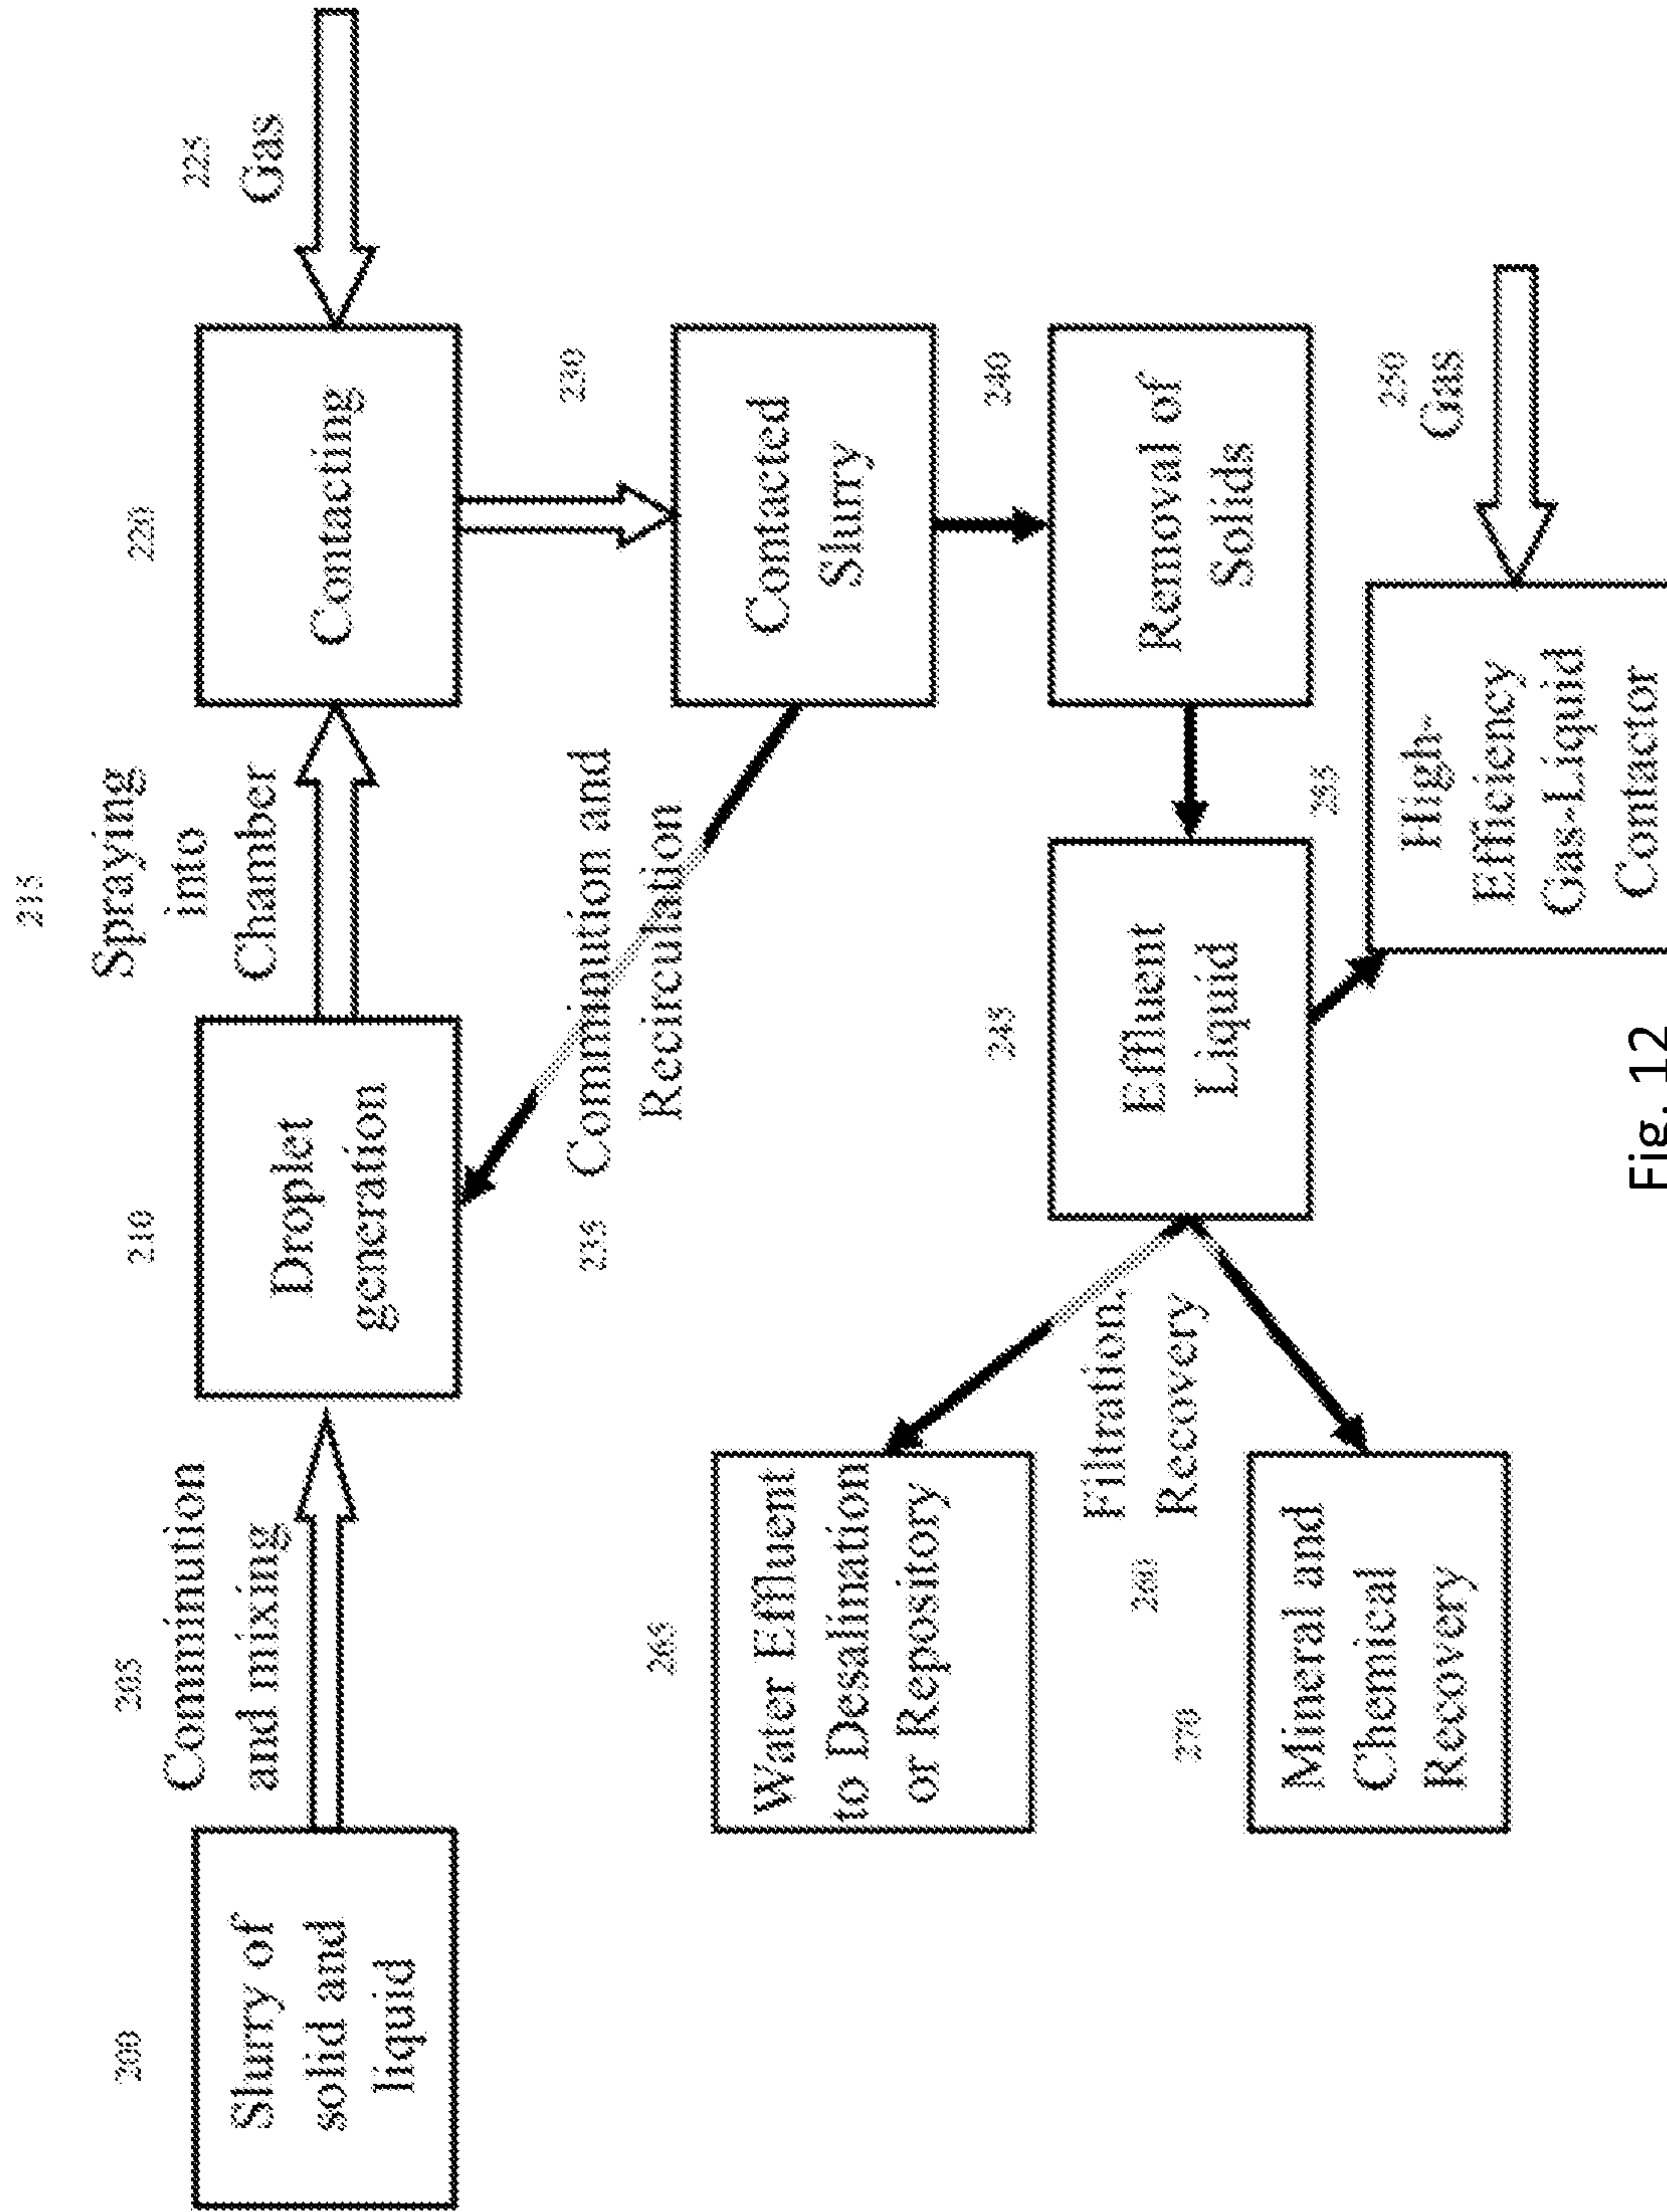 200
Slurry of
solid and
liquid
205
Comminution
and mixing
210
Droplet
generation
215
Spraying
into
Chamber
220
Contacting
225
Gas
230
Contacted
Slurry
235
Comminution and
Recirculation
240
Removal of
Solids
245
Effluent
Liquid
250
Gas
255
High-
Efficiency
Gas-Liquid
Contactor
260
Filtration,
Recovery
265
Water Effluent
to Desalination
or Repository
270
Mineral and
Chemical
Recovery
Fig. 12